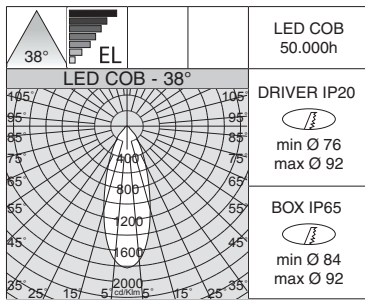 38°
EL
LED COB
50.000h
LED COB - 38°
105° 105°
95° 95°
85° 85°
75° 75°
65° 65°
55° 55°
45° 45°
35° 25° 15° 5° 5° 15° 25° 35°
400
800
1200
1600
2000
cd/Klm
DRIVER IP20
min Ø 76
max Ø 92
BOX IP65
min Ø 84
max Ø 92